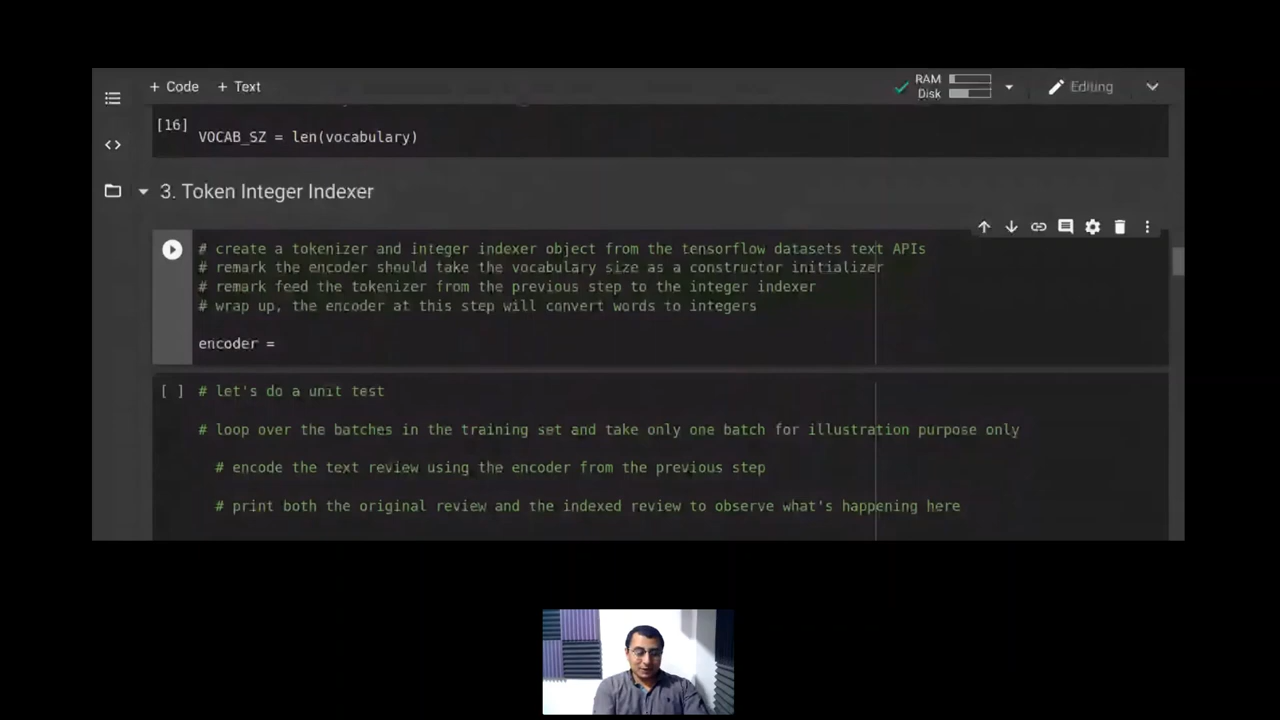 + Code + Text
RAM
Disk
Editing
[16]
VOCAB_SZ = len(vocabulary)
3. Token Integer Indexer
# create a tokenizer and integer indexer object from the tensorflow datasets text APIs
# remark the encoder should take the vocabulary size as a constructor initializer
# remark feed the tokenizer from the previous step to the integer indexer
# wrap up, the encoder at this step will convert words to integers
encoder =
[ ] # let's do a unit test
# loop over the batches in the training set and take only one batch for illustration purpose only
# encode the text review using the encoder from the previous step
# print both the original review and the indexed review to observe what's happening here